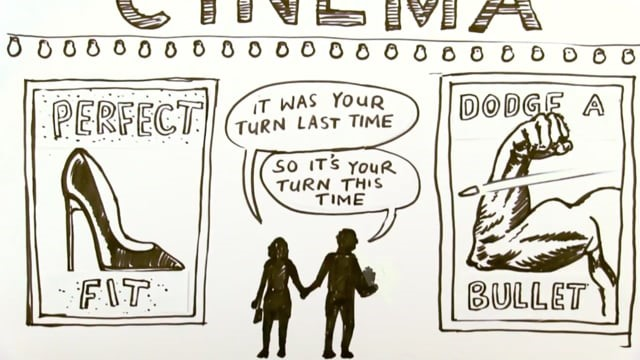 CINEMA
PERFECT
FIT
IT WAS YOUR
TURN LAST TIME
SO IT'S YOUR
TURN THIS
TIME
DODGE A
BULLET